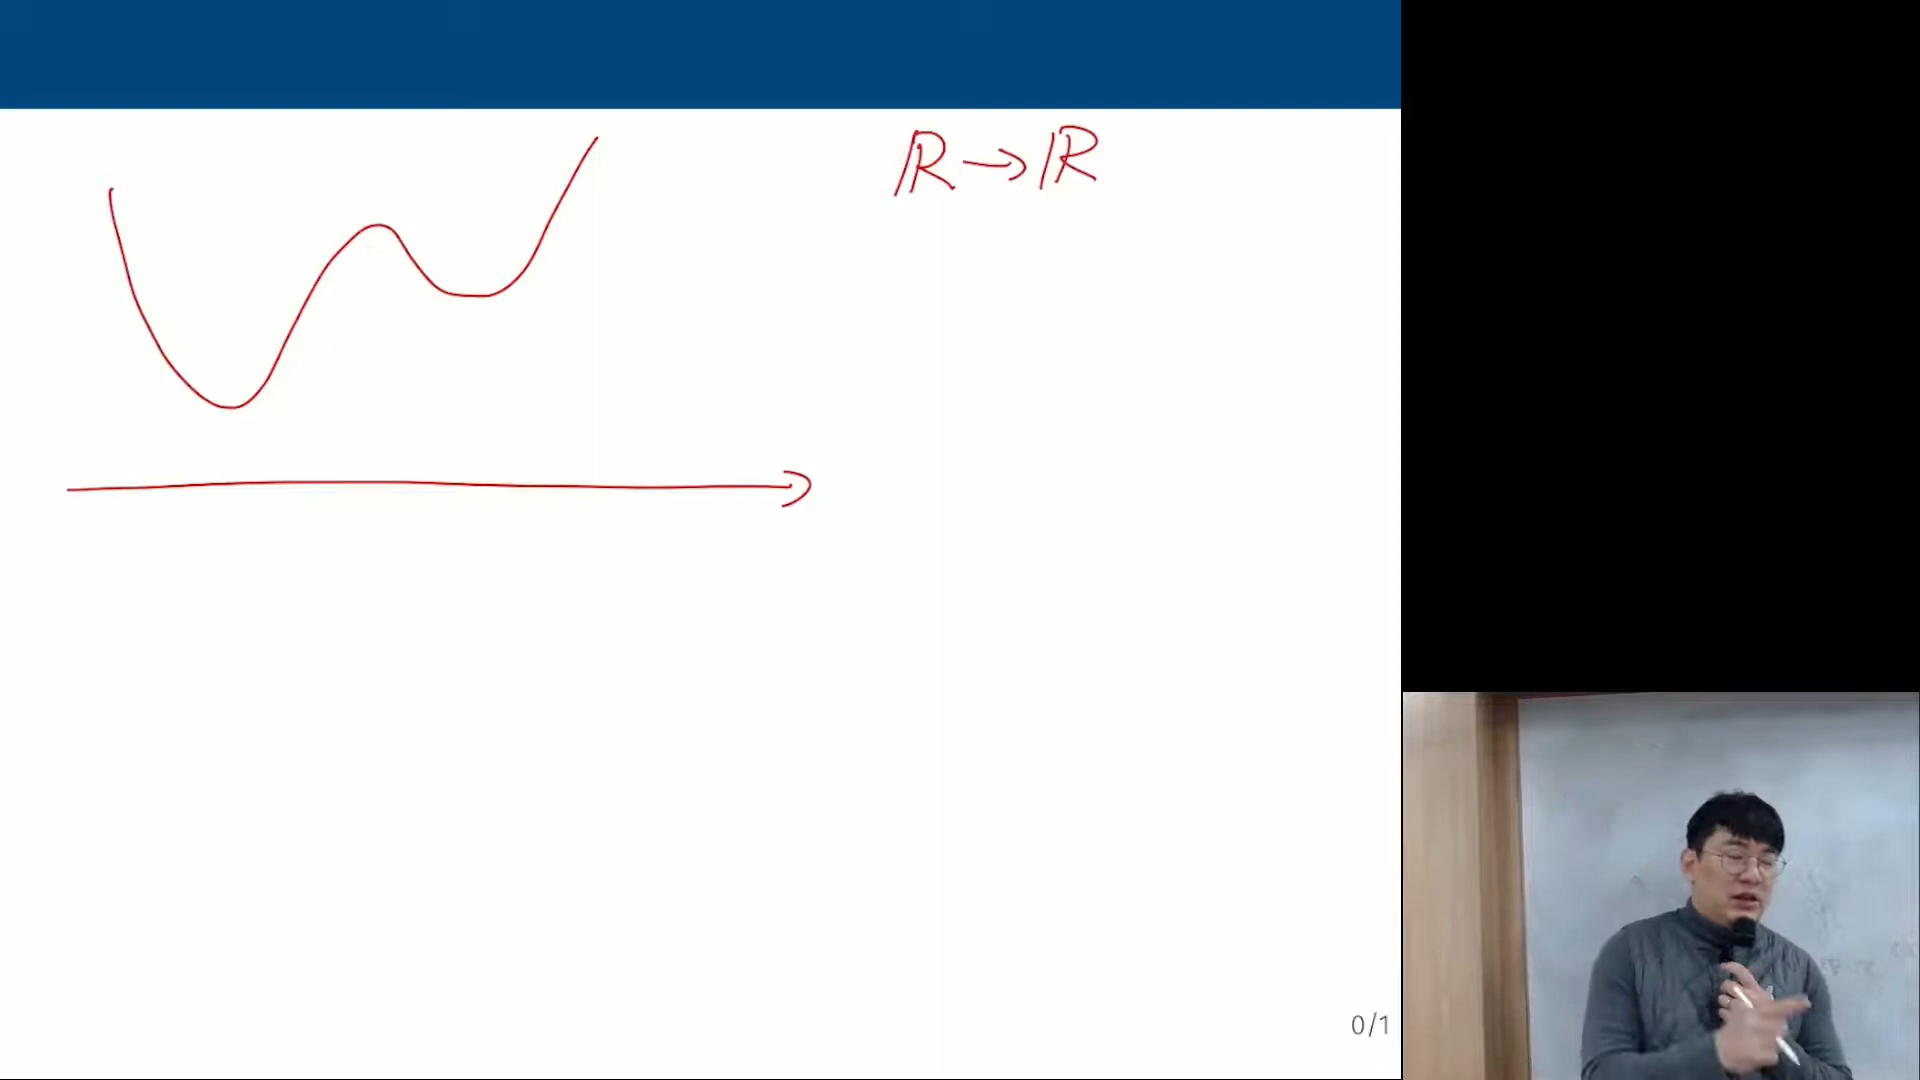 ℝ → ℝ
0/1